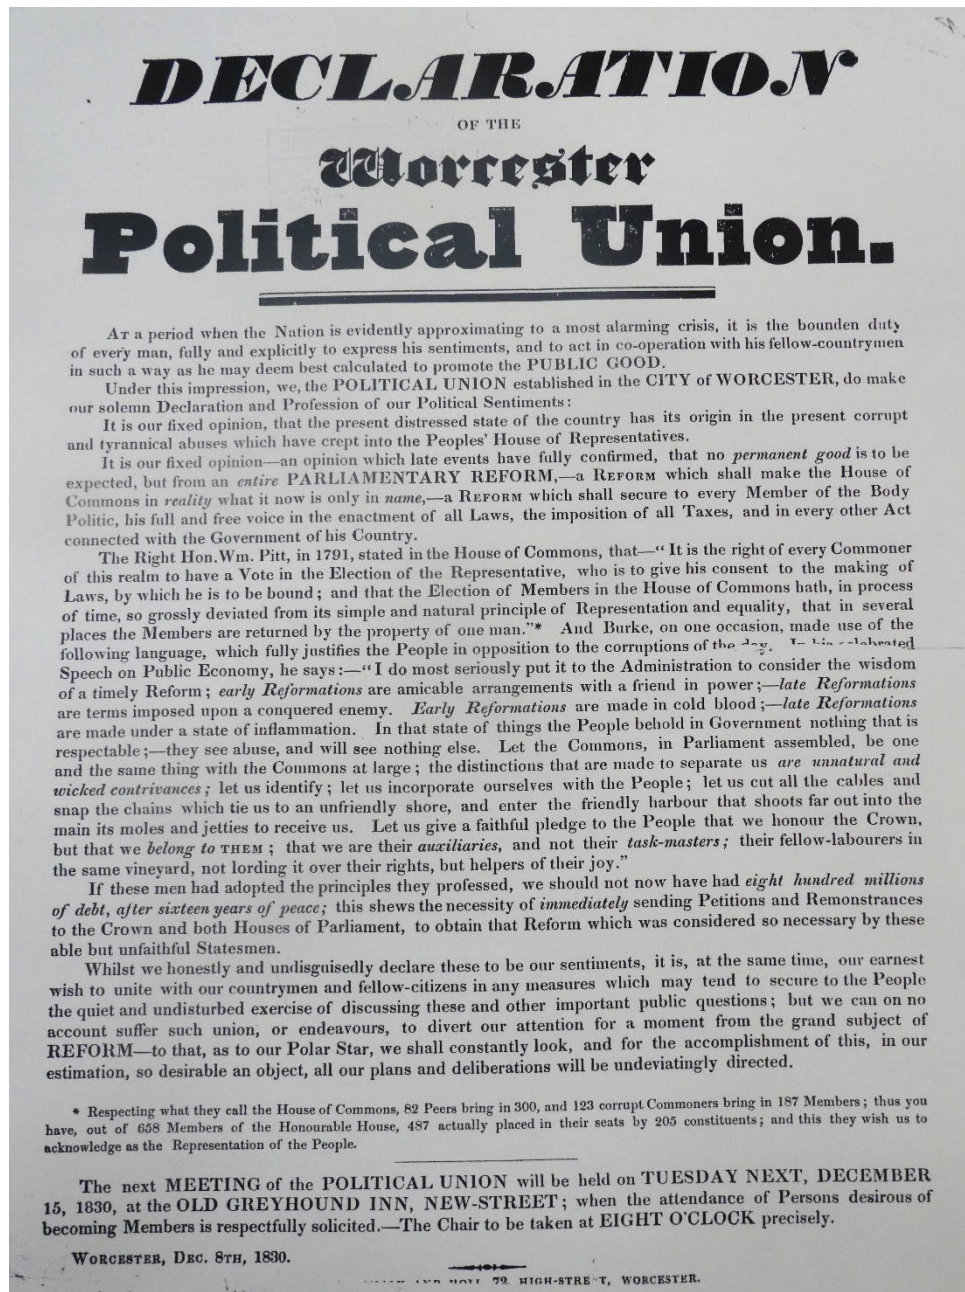 DECLARATION
OF THE
Worcester
Political Union.
AT a period when the Nation is evidently approximating to a most alarming crisis, it is the bounden duty
of every man, fully and explicitly to express his sentiments, and to act in co-operation with his fellow-countrymen
in such a way as he may deem best calculated to promote the PUBLIC GOOD.
Under this impression, we, the POLITICAL UNION established in the CITY of WORCESTER, do make
our solemn Declaration and Profession of our Political Sentiments:
It is our fixed opinion, that the present distressed state of the country has its origin in the present corrupt
and tyrannical abuses which have crept into the Peoples' House of Representatives.
It is our fixed opinion—an opinion which late events have fully confirmed, that no permanent good is to be
expected, but from an entire PARLIAMENTARY REFORM,—a REFORM which shall make the House of
Commons in reality what it now is only in name,—a REFORM which shall secure to every Member of the Body
Politic, his full and free voice in the enactment of all Laws, the imposition of all Taxes, and in every other Act
connected with the Government of his Country.
The Right Hon. Wm. Pitt, in 1791, stated in the House of Commons, that—“ It is the right of every Commoner
of this realm to have a Vote in the Election of the Representative, who is to give his consent to the making of
Laws, by which he is to be bound ; and that the Election of Members in the House of Commons hath, in process
of time, so grossly deviated from its simple and natural principle of Representation and equality, that in several
places the Members are returned by the property of one man.”* And Burke, on one occasion, made use of the
following language, which fully justifies the People in opposition to the corruptions of the day. In his celebrated
Speech on Public Economy, he says :—“ I do most seriously put it to the Administration to consider the wisdom
of a timely Reform ; early Reformations are amicable arrangements with a friend in power ;—late Reformations
are terms imposed upon a conquered enemy. Early Reformations are made in cold blood ;—late Reformations
are made under a state of inflammation. In that state of things the People behold in Government nothing that is
respectable ;—they see abuse, and will see nothing else. Let the Commons, in Parliament assembled, be one
and the same thing with the Commons at large ; the distinctions that are made to separate us are unnatural and
wicked contrivances ; let us identify ; let us incorporate ourselves with the People ; let us cut all the cables and
snap the chains which tie us to an unfriendly shore, and enter the friendly harbour that shoots far out into the
main its moles and jetties to receive us. Let us give a faithful pledge to the People that we honour the Crown,
but that we belong to THEM ; that we are their auxiliaries, and not their task-masters ; their fellow-labourers in
the same vineyard, not lording it over their rights, but helpers of their joy.”
If these men had adopted the principles they professed, we should not now have had eight hundred millions
of debt, after sixteen years of peace ; this shews the necessity of immediately sending Petitions and Remonstrances
to the Crown and both Houses of Parliament, to obtain that Reform which was considered so necessary by these
able but unfaithful Statesmen.
Whilst we honestly and undisguisedly declare these to be our sentiments, it is, at the same time, our earnest
wish to unite with our countrymen and fellow-citizens in any measures which may tend to secure to the People
the quiet and undisturbed exercise of discussing these and other important public questions ; but we can on no
account suffer such union, or endeavours, to divert our attention for a moment from the grand subject of
REFORM—to that, as to our Polar Star, we shall constantly look, and for the accomplishment of this, in our
estimation, so desirable an object, all our plans and deliberations will be undeviatingly directed.
* Respecting what they call the House of Commons, 82 Peers bring in 300, and 123 corrupt Commoners bring in 187 Members ; thus you
have, out of 658 Members of the Honourable House, 487 actually placed in their seats by 205 constituents ; and this they wish us to
acknowledge as the Representation of the People.
The next MEETING of the POLITICAL UNION will be held on TUESDAY NEXT, DECEMBER
15, 1830, at the OLD GREYHOUND INN, NEW-STREET ; when the attendance of Persons desirous of
becoming Members is respectfully solicited.—The Chair to be taken at EIGHT O'CLOCK precisely.
WORCESTER, DEC. 8TH, 1830.
72, HIGH-STREET, WORCESTER.